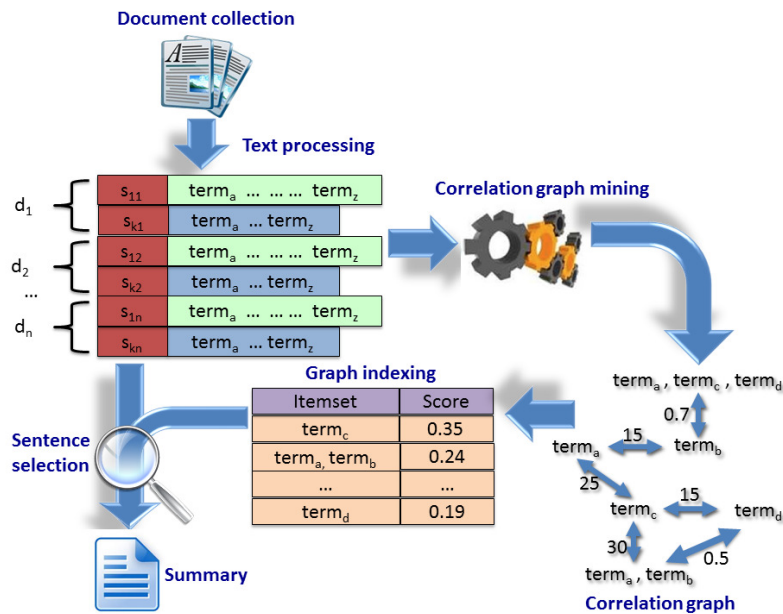 Document collection
A
Text processing
d1
s11 terma ... ... ... termz
sk1 terma ... termz
d2
s12 terma ... ... ... termz
sk2 terma ... termz
...
dn
s1n terma ... ... ... termz
skn terma ... termz
Correlation graph mining
Graph indexing
Itemset Score
termc 0.35
terma, termb 0.24
... ...
termd 0.19
terma , termc , termd
0.7
terma 15 termb
25
termc 15 termd
30 0.5
terma , termb
Correlation graph
Sentence
selection
Summary